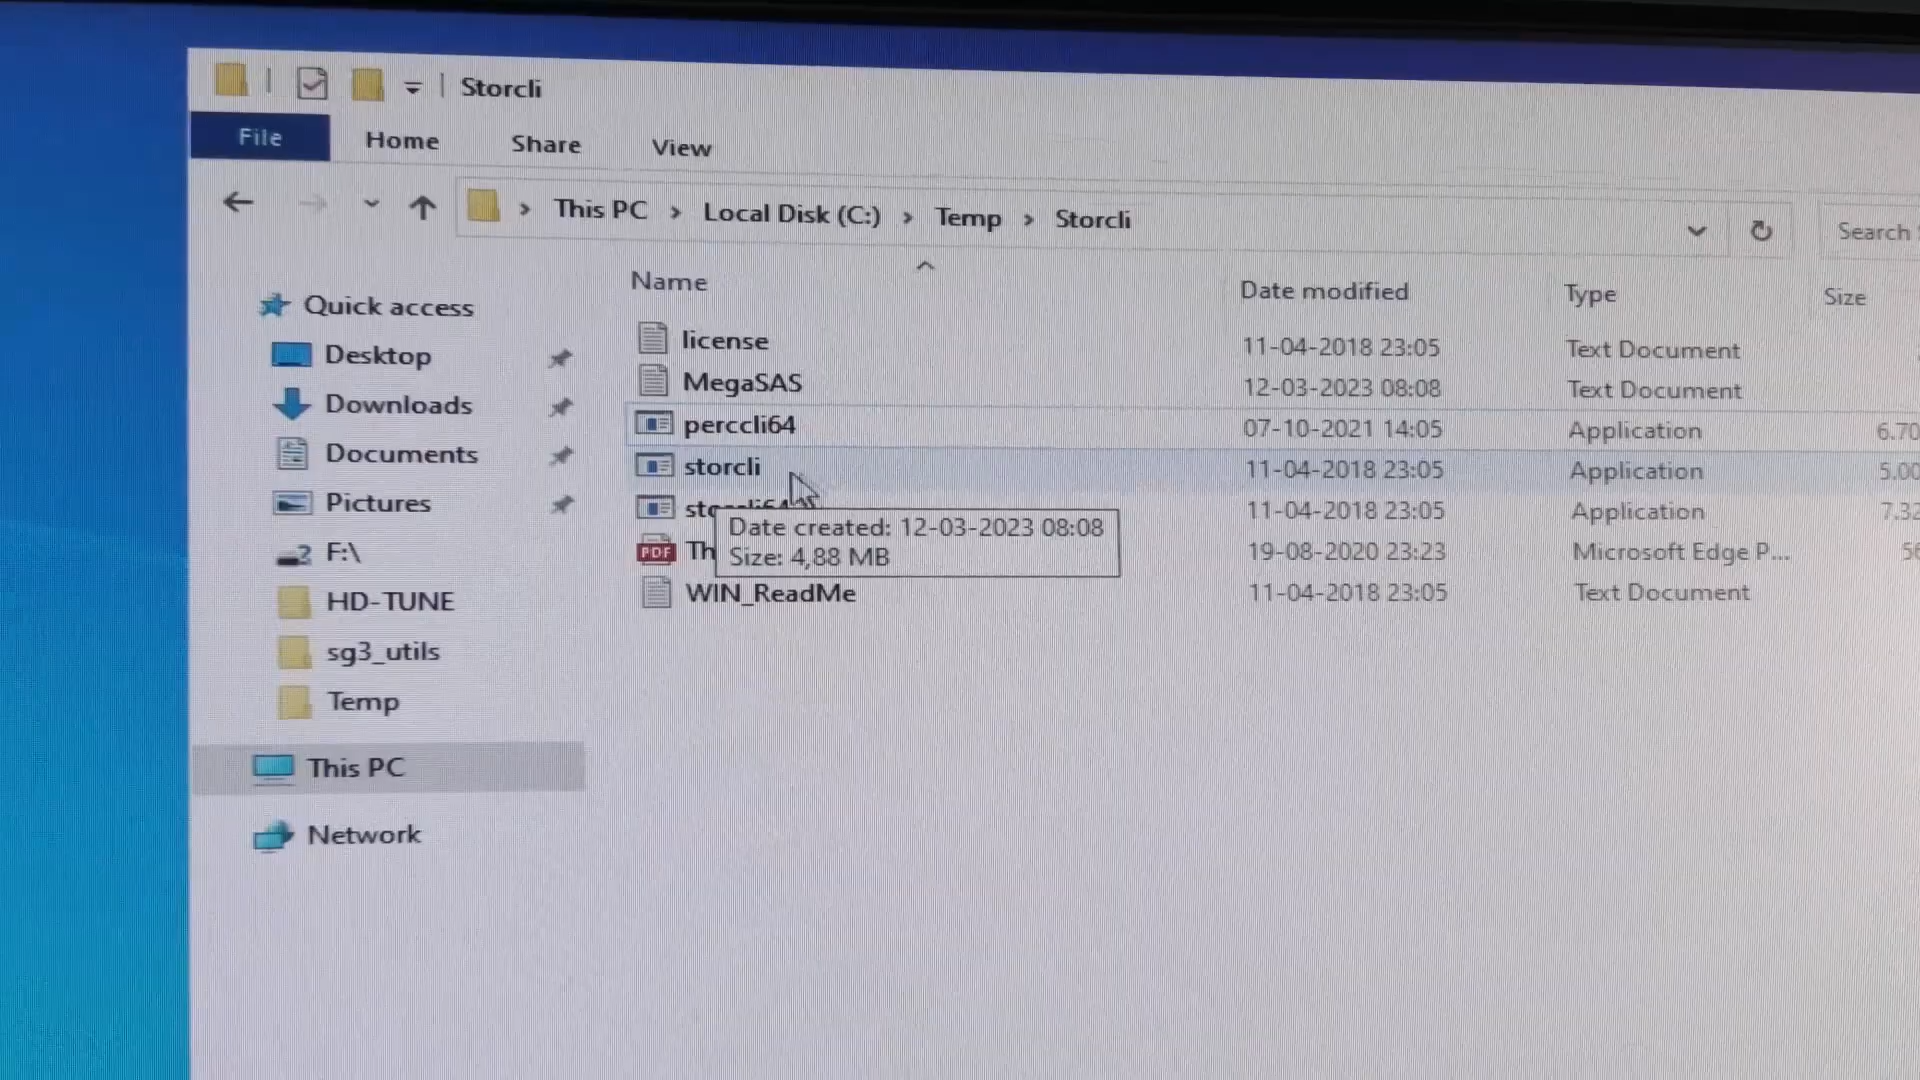 Storcli
File Home Share View
This PC > Local Disk (C:) > Temp > Storcli
Search
Name Date modified Type Size
Quick access
Desktop
Downloads
Documents
Pictures
F:\
HD-TUNE
sg3_utils
Temp
This PC
Network
license 11-04-2018 23:05 Text Document
MegaSAS 12-03-2023 08:08 Text Document
perccli64 07-10-2021 14:05 Application 6.70
storcli 11-04-2018 23:05 Application 5.00
11-04-2018 23:05 Application 7.32
PDF Th 19-08-2020 23:23 Microsoft Edge P... 56
WIN_ReadMe 11-04-2018 23:05 Text Document
Date created: 12-03-2023 08:08
Size: 4,88 MB